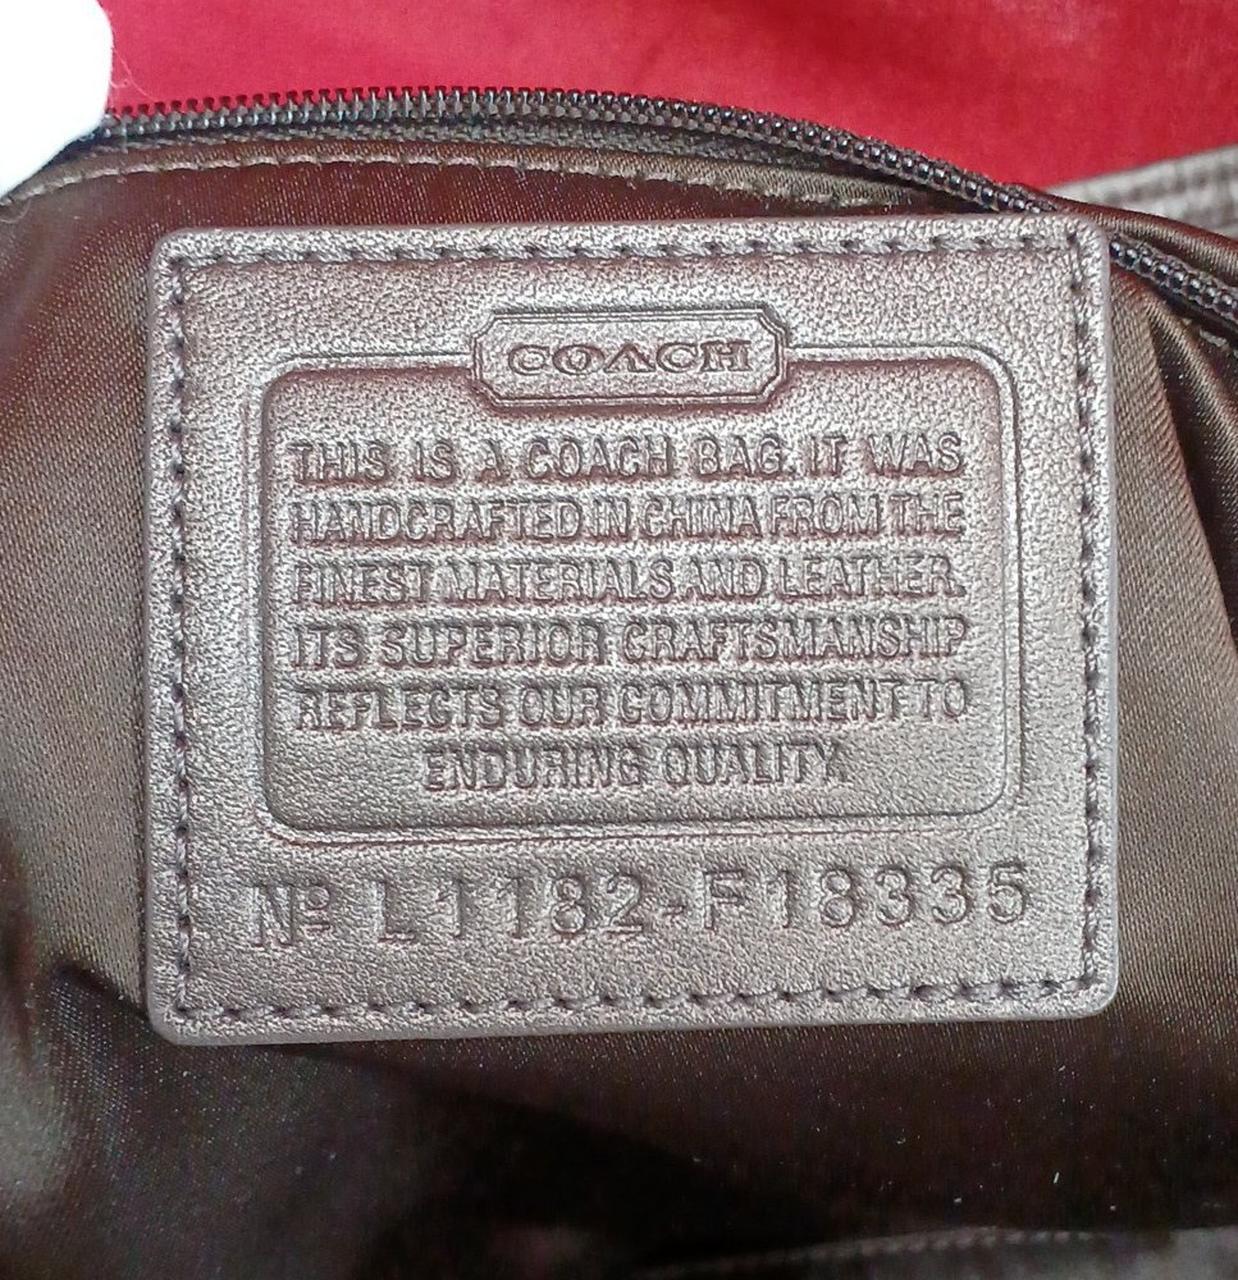 COACH
THIS IS A COACH BAG. IT WAS
HANDCRAFTED IN CHINA FROM THE
FINEST MATERIALS AND LEATHER.
ITS SUPERIOR CRAFTSMANSHIP
REFLECTS OUR COMMITMENT TO
ENDURING QUALITY.
Nº L1182-F18335